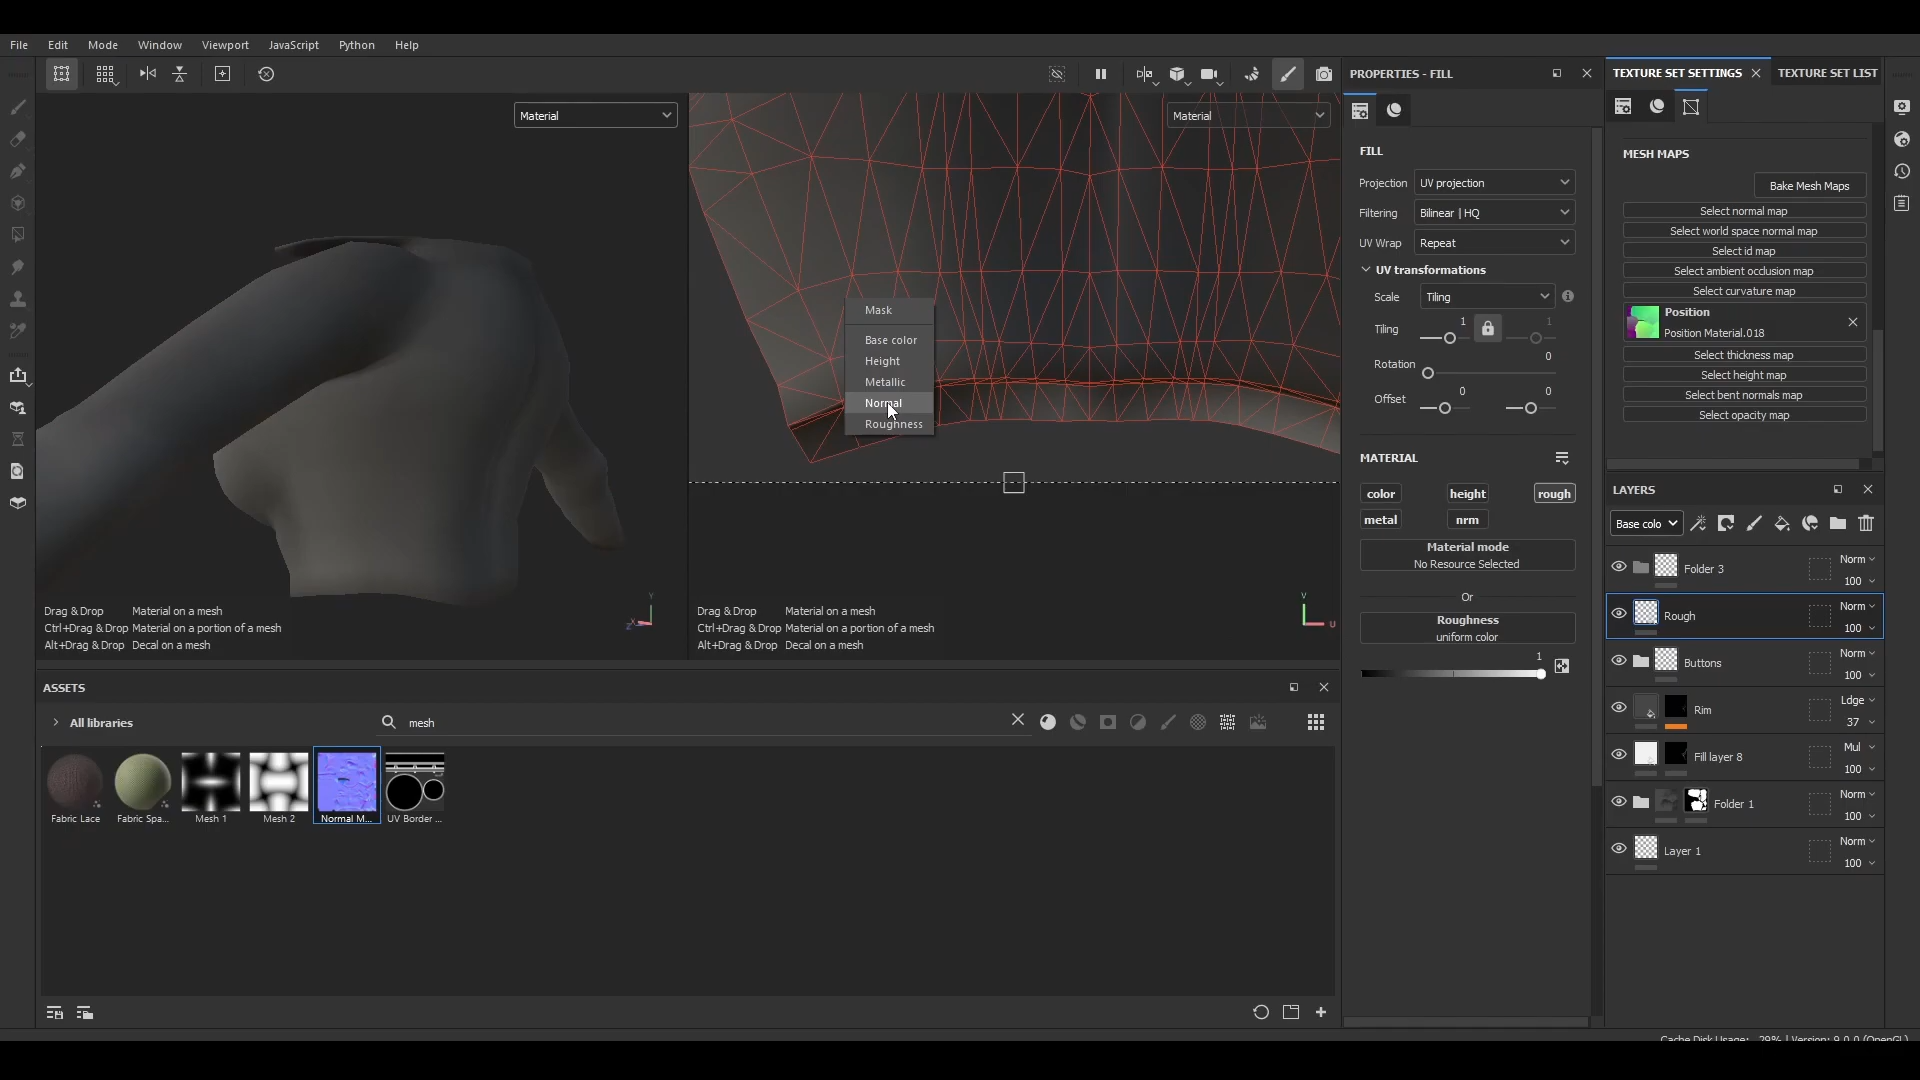 File Edit Mode Window Viewport JavaScript Python Help
Material
Material
Mask
Base color
Height
Metallic
Normal
Roughness
Drag & Drop Material on a mesh
Ctrl+Drag & Drop Material on a portion of a mesh
Alt+Drag & Drop Decal on a mesh
Y
X
Z
Drag & Drop Material on a mesh
Ctrl+Drag & Drop Material on a portion of a mesh
Alt+Drag & Drop Decal on a mesh
V
U
ASSETS
All libraries
mesh
Fabric Lace
Fabric Spa...
Mesh 1
Mesh 2
Normal M...
UV Border ...
PROPERTIES - FILL
FILL
Projection UV projection
Filtering Bilinear | HQ
UV Wrap Repeat
UV transformations
Scale Tiling
Tiling 1 1
Rotation 0
Offset 0 0
MATERIAL
color height rough
metal nrm
Material mode
No Resource Selected
Or
Roughness
uniform color
1
TEXTURE SET SETTINGS TEXTURE SET LIST
MESH MAPS
Bake Mesh Maps
Select normal map
Select world space normal map
Select id map
Select ambient occlusion map
Select curvature map
Position
Position Material.018
Select thickness map
Select height map
Select bent normals map
Select opacity map
LAYERS
Base colo
Folder 3 Norm 100
Rough Norm 100
Buttons Norm 100
Rim Ldge 37
Fill layer 8 Mul 100
Folder 1 Norm 100
Layer 1 Norm 100
Cache Disk Usage: 29% | Version: 9.0.0 (OpenGL)